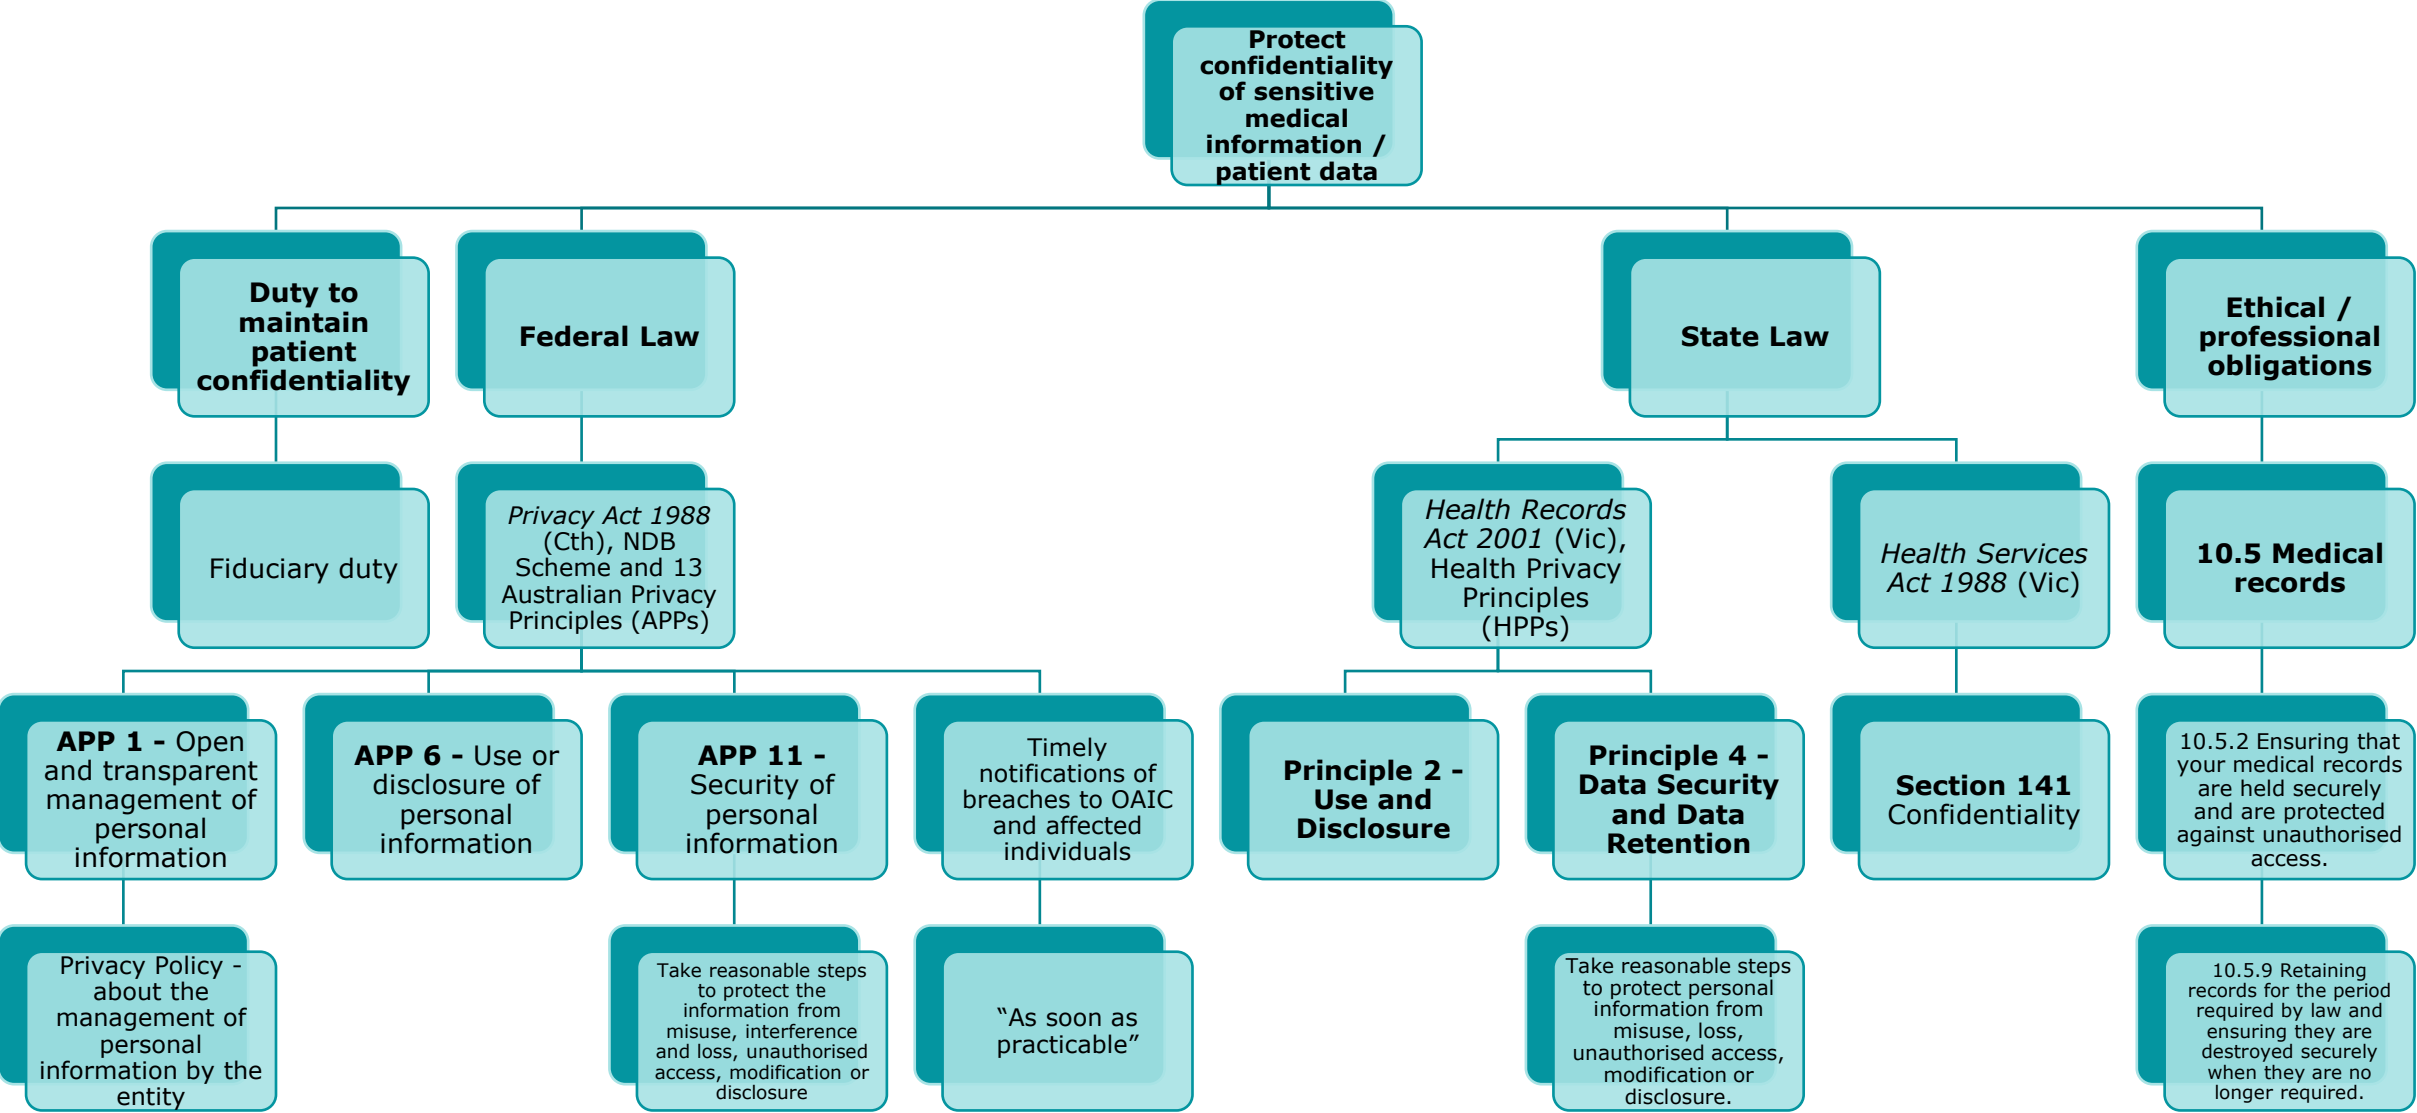 Protect
confidentiality
of sensitive
medical
information /
patient data
Duty to
maintain
patient
confidentiality
Federal Law
State Law
Ethical /
professional
obligations
Fiduciary duty
Privacy Act 1988
(Cth), NDB
Scheme and 13
Australian Privacy
Principles (APPs)
Health Records
Act 2001 (Vic),
Health Privacy
Principles
(HPPs)
Health Services
Act 1988 (Vic)
10.5 Medical
records
APP 1 - Open
and transparent
management of
personal
information
APP 6 - Use or
disclosure of
personal
information
APP 11 -
Security of
personal
information
Timely
notifications of
breaches to OAIC
and affected
individuals
Principle 2 -
Use and
Disclosure
Principle 4 -
Data Security
and Data
Retention
Section 141
Confidentiality
10.5.2 Ensuring that
your medical records
are held securely
and are protected
against unauthorised
access.
Privacy Policy -
about the
management of
personal
information by the
entity
Take reasonable steps
to protect the
information from
misuse, interference
and loss, unauthorised
access, modification or
disclosure
“As soon as
practicable”
Take reasonable steps
to protect personal
information from
misuse, loss,
unauthorised access,
modification or
disclosure.
10.5.9 Retaining
records for the period
required by law and
ensuring they are
destroyed securely
when they are no
longer required.